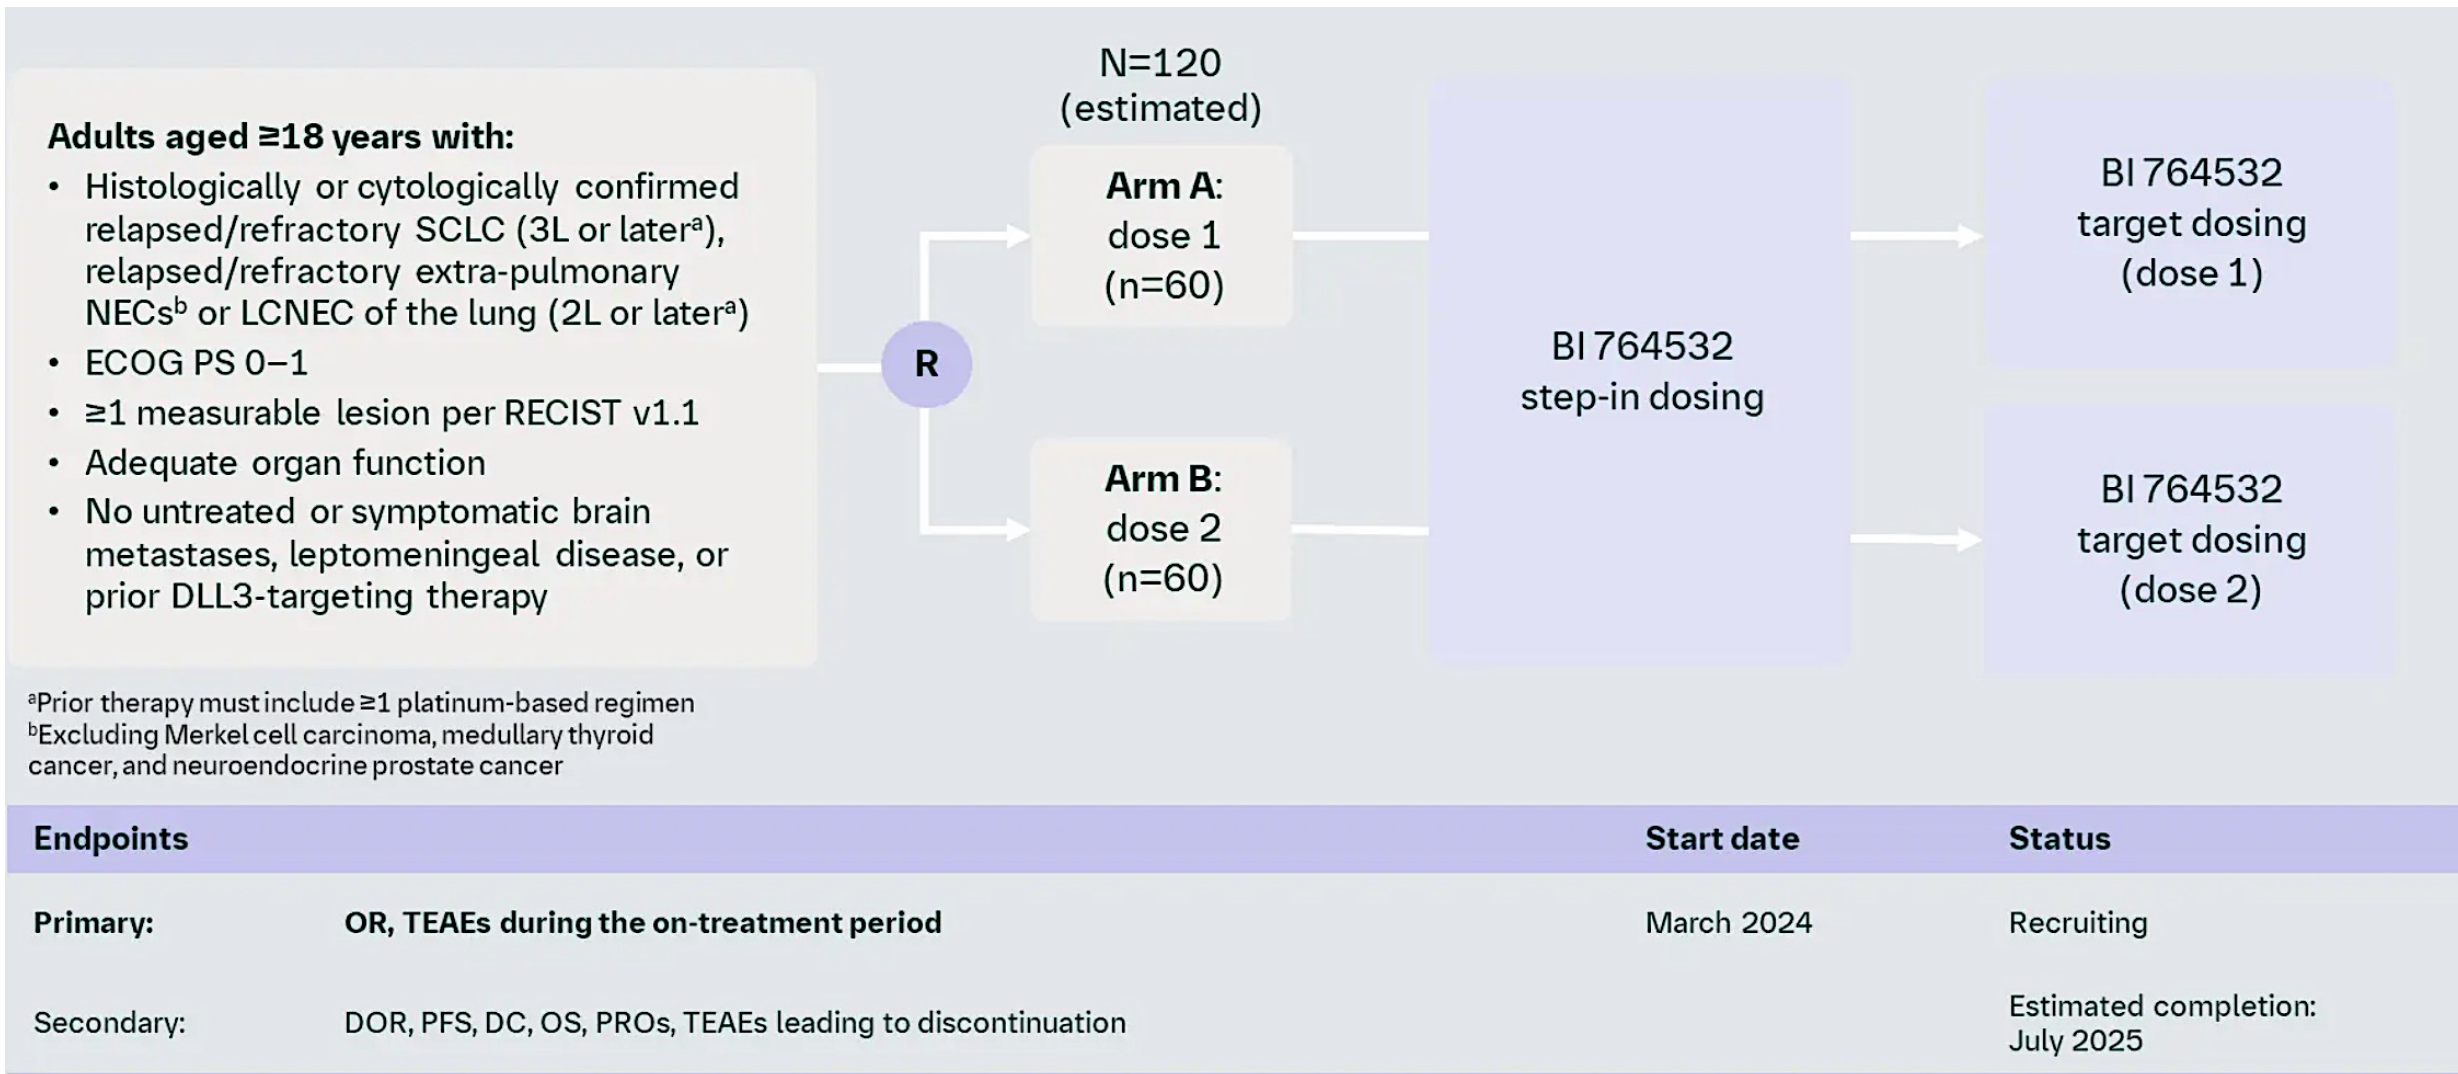 Adults aged ≥18 years with:
• Histologically or cytologically confirmed
relapsed/refractory SCLC (3L or laterᵃ),
relapsed/refractory extra-pulmonary
NECsᵇ or LCNEC of the lung (2L or laterᵃ)
• ECOG PS 0–1
• ≥1 measurable lesion per RECIST v1.1
• Adequate organ function
• No untreated or symptomatic brain
metastases, leptomeningeal disease, or
prior DLL3-targeting therapy
ᵃPrior therapy must include ≥1 platinum-based regimen
ᵇExcluding Merkel cell carcinoma, medullary thyroid
cancer, and neuroendocrine prostate cancer
R
N=120
(estimated)
Arm A:
dose 1
(n=60)
Arm B:
dose 2
(n=60)
BI 764532
step-in dosing
BI 764532
target dosing
(dose 1)
BI 764532
target dosing
(dose 2)
Endpoints Start date Status
Primary: OR, TEAEs during the on-treatment period March 2024 Recruiting
Secondary: DOR, PFS, DC, OS, PROs, TEAEs leading to discontinuation
Estimated completion:
July 2025